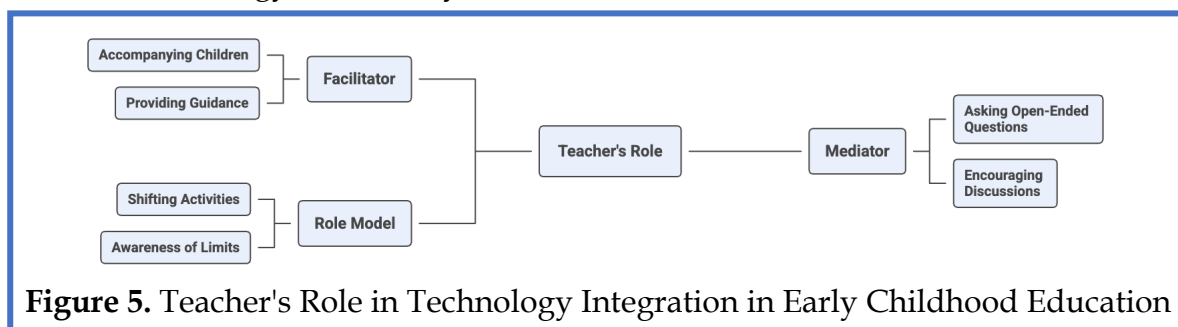 Accompanying Children
Providing Guidance
Facilitator
Shifting Activities
Awareness of Limits
Role Model
Teacher's Role
Mediator
Asking Open-Ended
Questions
Encouraging
Discussions
Figure 5. Teacher's Role in Technology Integration in Early Childhood Education